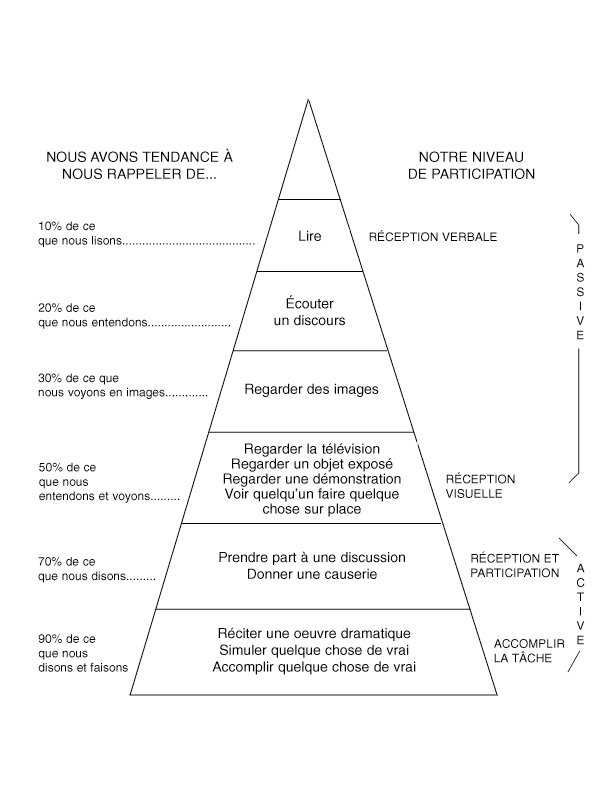 NOUS AVONS TENDANCE À
NOUS RAPPELER DE...
NOTRE NIVEAU
DE PARTICIPATION
10% de ce
que nous lisons........................................
Lire
RÉCEPTION VERBALE
20% de ce
que nous entendons.........................
Écouter
un discours
30% de ce que
nous voyons en images.............
Regarder des images
PASSIVE
50% de ce
que nous
entendons et voyons.........
Regarder la télévision
Regarder un objet exposé
Regarder une démonstration
Voir quelqu'un faire quelque
chose sur place
RÉCEPTION
VISUELLE
70% de ce
que nous disons.........
Prendre part à une discussion
Donner une causerie
RÉCEPTION ET
PARTICIPATION
ACTIVE
90% de ce
que nous
disons et faisons
Réciter une oeuvre dramatique
Simuler quelque chose de vrai
Accomplir quelque chose de vrai
ACCOMPLIR
LA TÂCHE